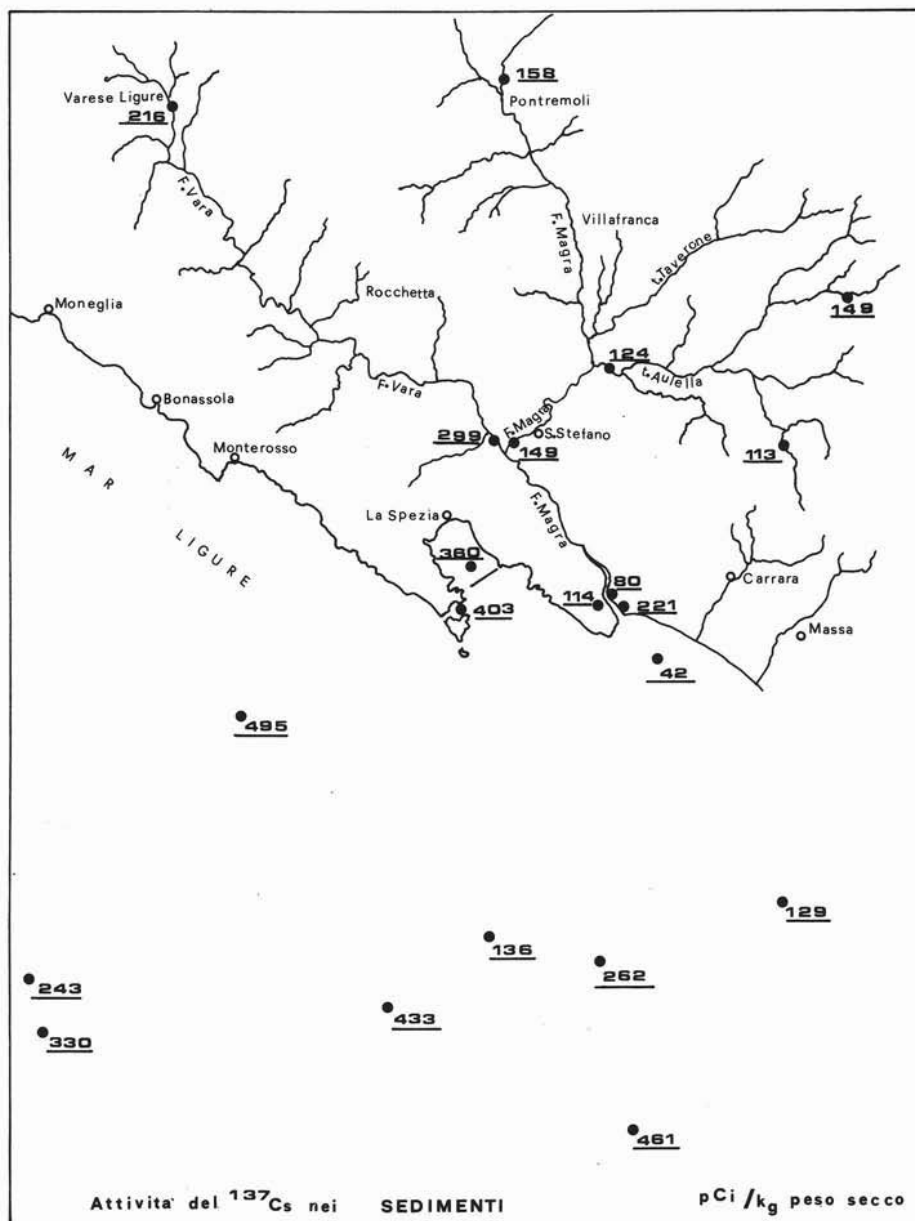 158
Varese Ligure
Pontremoli
216
F. Vara
F. Magra
Villafranca
t. Taverone
Rocchetta
Moneglia
149
124
t. Aulella
F. Vara
Bonassola
F. Magra
S. Stefano
299
149
113
Monterosso
MAR LIGURE
La Spezia
F. Magra
360
Carrara
80
114
221
403
Massa
42
495
129
136
262
243
433
330
461
Attivita' del 137Cs nei SEDIMENTI
pCi/kg peso secco